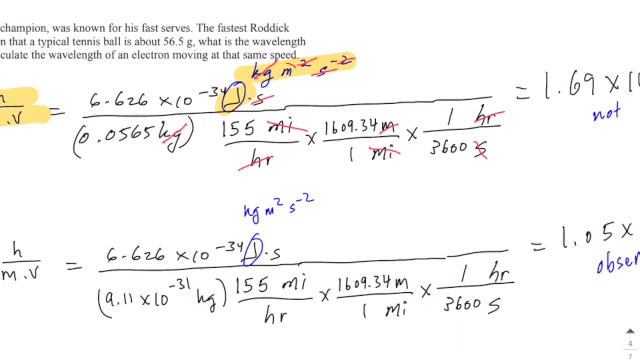 champion, was known for his fast serves. The fastest Roddick
n that a typical tennis ball is about 56.5 g, what is the wavelength
culate the wavelength of an electron moving at that same speed.
kg m² s⁻²
h / m.v = 6.626 × 10⁻³⁴ J·s / (0.0565 kg) 155 mi / hr × 1609.34 m / 1 mi × 1 hr / 3600 s = 1.69 × 10
not
kg m² s⁻²
h / m.v = 6.626 × 10⁻³⁴ J·s / (9.11 × 10⁻³¹ kg) 155 mi / hr × 1609.34 m / 1 mi × 1 hr / 3600 s = 1.05 ×
obser
4
7